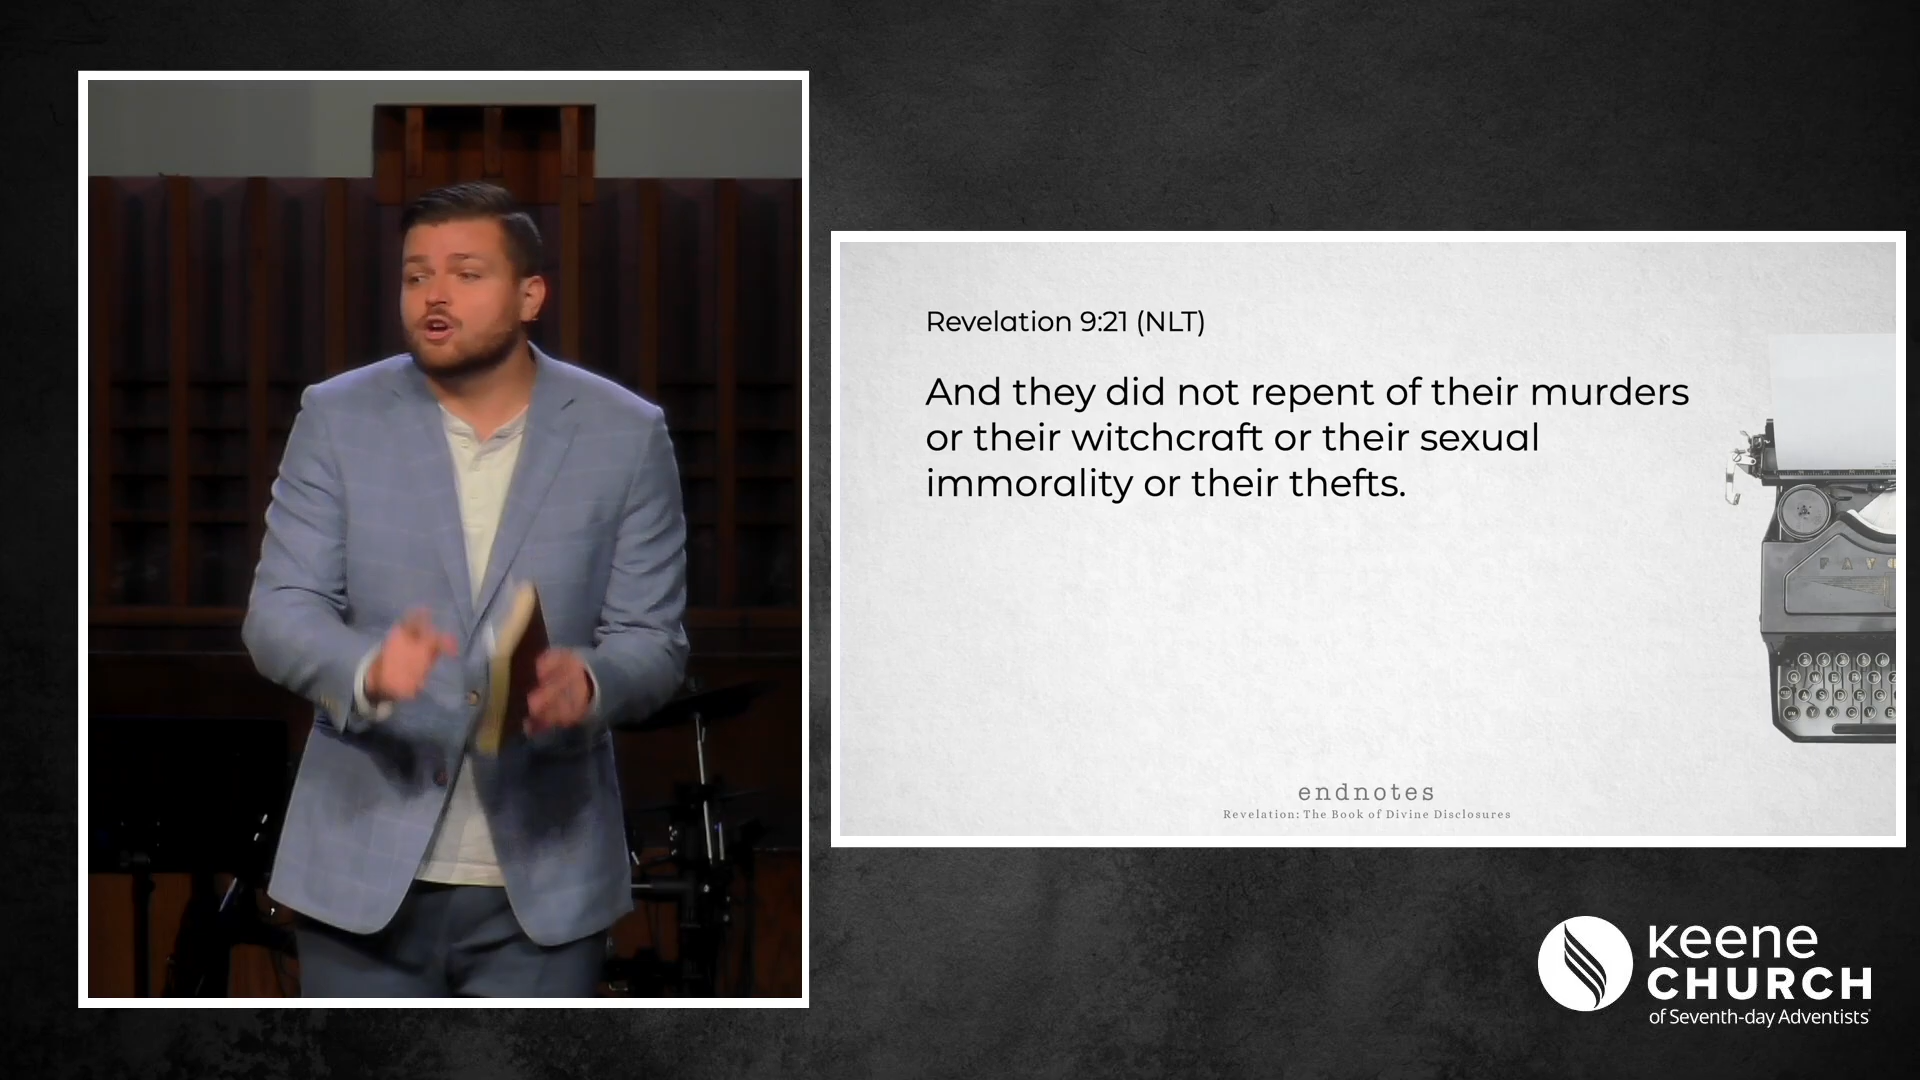 Revelation 9:21 (NLT)
And they did not repent of their murders
or their witchcraft or their sexual
immorality or their thefts.
endnotes
Revelation: The Book of Divine Disclosures
Keene
CHURCH
of Seventh-day Adventists